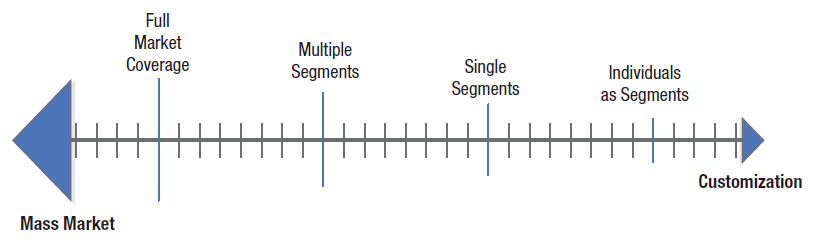 Full
Market
Coverage
Multiple
Segments
Single
Segments
Individuals
as Segments
Customization
Mass Market